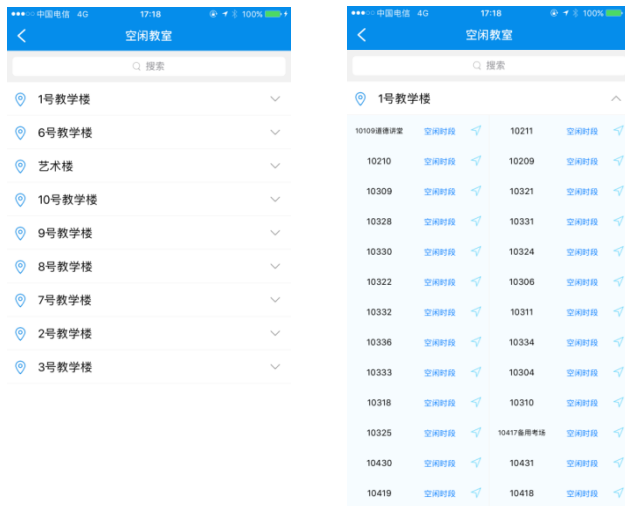 中国电信 4G 17:18 100%
空闲教室
搜索
1号教学楼
6号教学楼
艺术楼
10号教学楼
9号教学楼
8号教学楼
7号教学楼
2号教学楼
3号教学楼
中国电信 4G 17:18 100%
空闲教室
搜索
1号教学楼
10109道德讲堂 空闲时段 10211 空闲时段
10210 空闲时段 10209 空闲时段
10309 空闲时段 10321 空闲时段
10328 空闲时段 10331 空闲时段
10330 空闲时段 10324 空闲时段
10322 空闲时段 10306 空闲时段
10332 空闲时段 10311 空闲时段
10336 空闲时段 10334 空闲时段
10333 空闲时段 10304 空闲时段
10318 空闲时段 10310 空闲时段
10325 空闲时段 10417备用考场 空闲时段
10430 空闲时段 10431 空闲时段
10419 空闲时段 10418 空闲时段